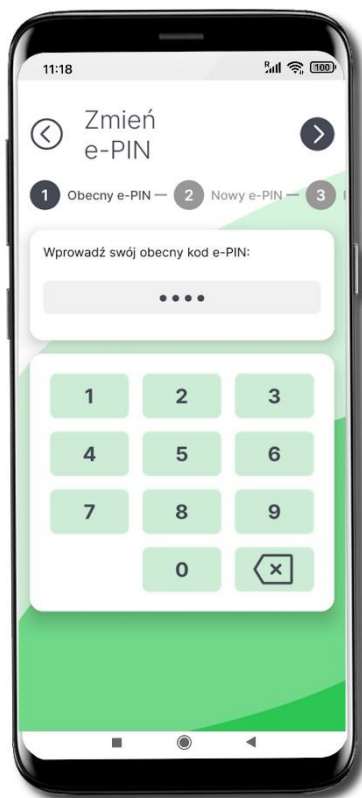 11:18
R
100
Zmień
e-PIN
1 Obecny e-PIN — 2 Nowy e-PIN — 3
Wprowadź swój obecny kod e-PIN:
••••
1 2 3
4 5 6
7 8 9
0